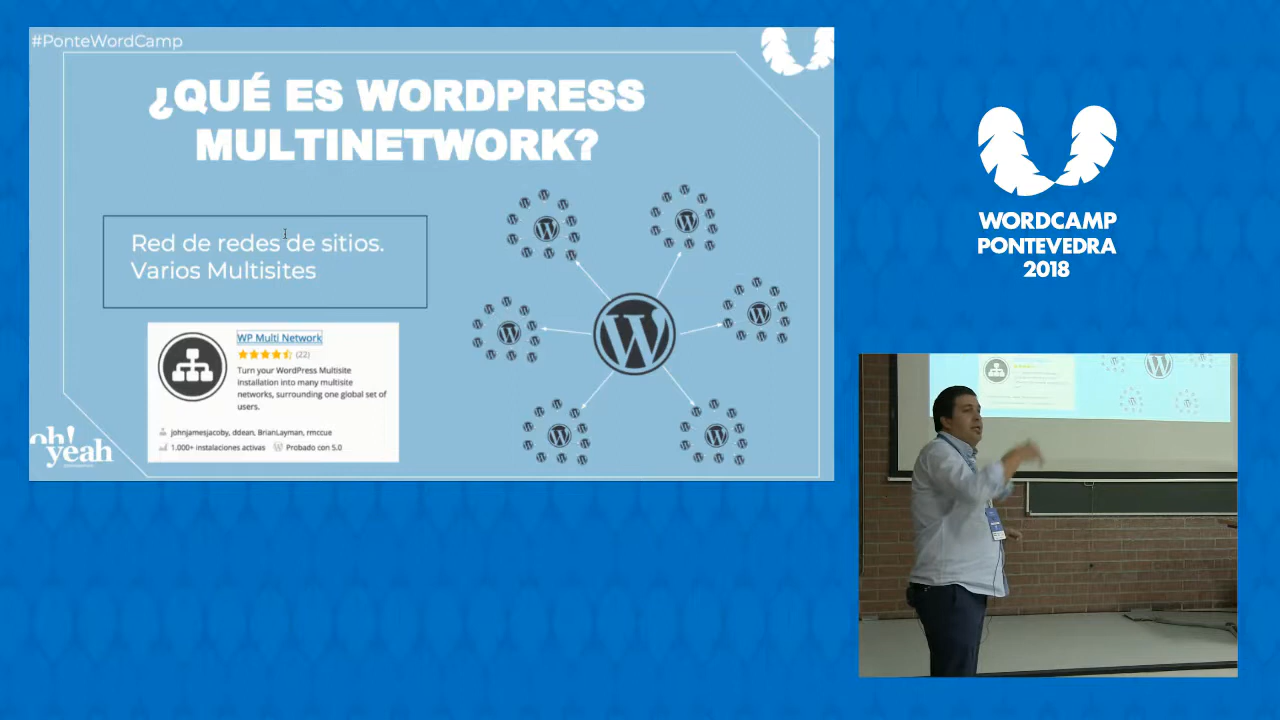 #PonteWordCamp
¿QUÉ ES WORDPRESS
MULTINETWORK?
Red de redes de sitios.
Varios Multisites
WP Multi Network
(22)
Turn your WordPress Multisite
installation into many multisite
networks, surrounding one global set of
users.
johnjamesjacoby, ddean, BrianLayman, rmccue
1.000+ instalaciones activas
Probado con 5.0
oh!
yeah
WORDCAMP
PONTEVEDRA
2018